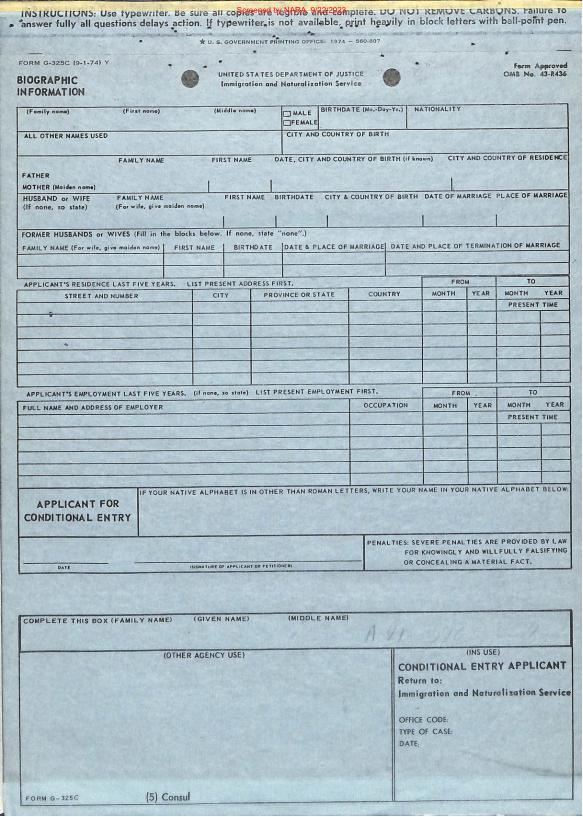 INSTRUCTIONS: Use typewriter. Be sure all copies are legible and complete. DO NOT REMOVE CARBONS. Failure to
Screened by NARA, 9/22/2023
answer fully all questions delays action. If typewriter is not available, print heavily in block letters with ball-point pen.
★ U. S. GOVERNMENT PRINTING OFFICE: 1974 — 560-807
FORM G-325C (9-1-74) Y
BIOGRAPHIC
INFORMATION
UNITED STATES DEPARTMENT OF JUSTICE
Immigration and Naturalization Service
Form Approved
OMB No. 43-R436
(Family name) (First name) (Middle name) MALE FEMALE BIRTHDATE (Mo.-Day-Yr.) NATIONALITY
ALL OTHER NAMES USED CITY AND COUNTRY OF BIRTH
FAMILY NAME FIRST NAME DATE, CITY AND COUNTRY OF BIRTH (if known) CITY AND COUNTRY OF RESIDENCE
FATHER
MOTHER (Maiden name)
HUSBAND or WIFE FAMILY NAME FIRST NAME BIRTHDATE CITY & COUNTRY OF BIRTH DATE OF MARRIAGE PLACE OF MARRIAGE
(If none, so state) (For wife, give maiden name)
FORMER HUSBANDS or WIVES (Fill in the blocks below. If none, state "none".)
FAMILY NAME (For wife, give maiden name) FIRST NAME BIRTHDATE DATE & PLACE OF MARRIAGE DATE AND PLACE OF TERMINATION OF MARRIAGE
APPLICANT'S RESIDENCE LAST FIVE YEARS. LIST PRESENT ADDRESS FIRST. FROM TO
STREET AND NUMBER CITY PROVINCE OR STATE COUNTRY MONTH YEAR MONTH YEAR
PRESENT TIME
APPLICANT'S EMPLOYMENT LAST FIVE YEARS. (if none, so state) LIST PRESENT EMPLOYMENT FIRST. FROM TO
FULL NAME AND ADDRESS OF EMPLOYER OCCUPATION MONTH YEAR MONTH YEAR
PRESENT TIME
IF YOUR NATIVE ALPHABET IS IN OTHER THAN ROMAN LETTERS, WRITE YOUR NAME IN YOUR NATIVE ALPHABET BELOW:
APPLICANT FOR
CONDITIONAL ENTRY
PENALTIES: SEVERE PENALTIES ARE PROVIDED BY LAW
FOR KNOWINGLY AND WILLFULLY FALSIFYING
OR CONCEALING A MATERIAL FACT.
DATE (SIGNATURE OF APPLICANT OR PETITIONER)
COMPLETE THIS BOX (FAMILY NAME) (GIVEN NAME) (MIDDLE NAME)
(OTHER AGENCY USE)
(INS USE)
CONDITIONAL ENTRY APPLICANT
Return to:
Immigration and Naturalization Service
OFFICE CODE:
TYPE OF CASE:
DATE:
FORM G-325C (5) Consul